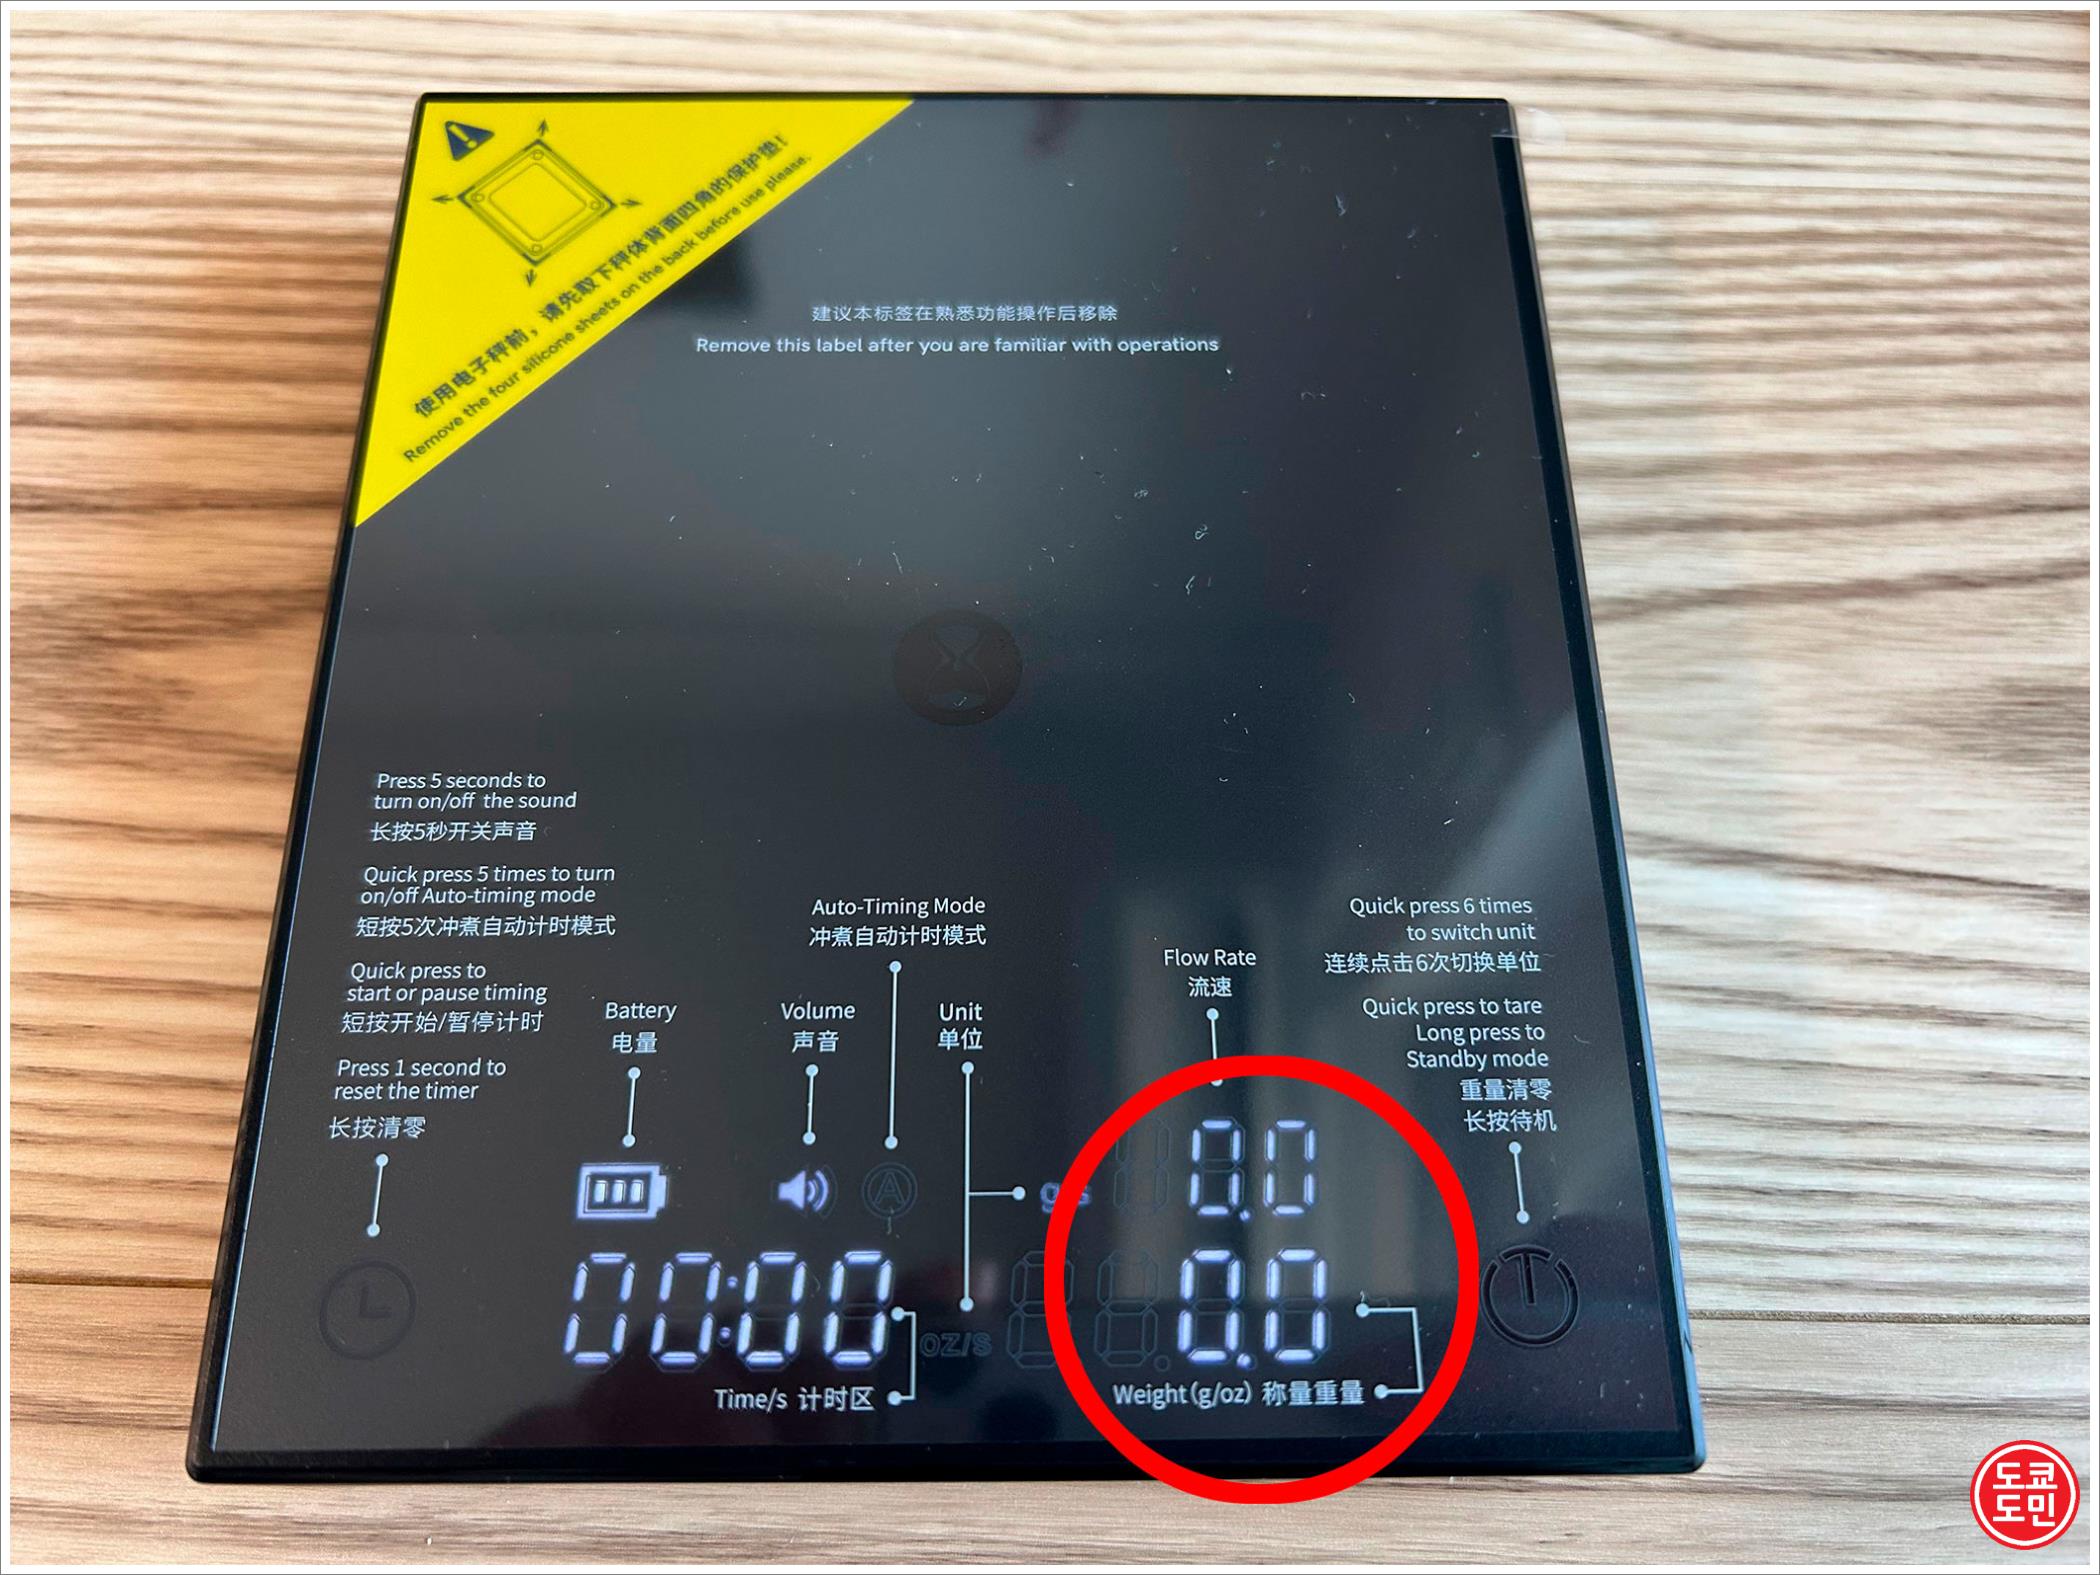 使用电子秤前，请先取下秤体背面四角的保护垫！
Remove the four silicone sheets on the back before use please.
建议本标签在熟悉功能操作后移除
Remove this label after you are familiar with operations
Press 5 seconds to
turn on/off the sound
长按5秒开关声音
Quick press 5 times to turn
on/off Auto-timing mode
短按5次冲煮自动计时模式
Quick press to
start or pause timing
短按开始/暂停计时
Press 1 second to
reset the timer
长按清零
Battery
电量
Volume
声音
Auto-Timing Mode
冲煮自动计时模式
Unit
单位
Flow Rate
流速
Quick press 6 times
to switch unit
连续点击6次切换单位
Quick press to tare
Long press to
Standby mode
重量清零
长按待机
A
g/s
0.0
00:00
oz/s
0.0
Time/s 计时区
Weight(g/oz) 称量重量
도쿄
도민